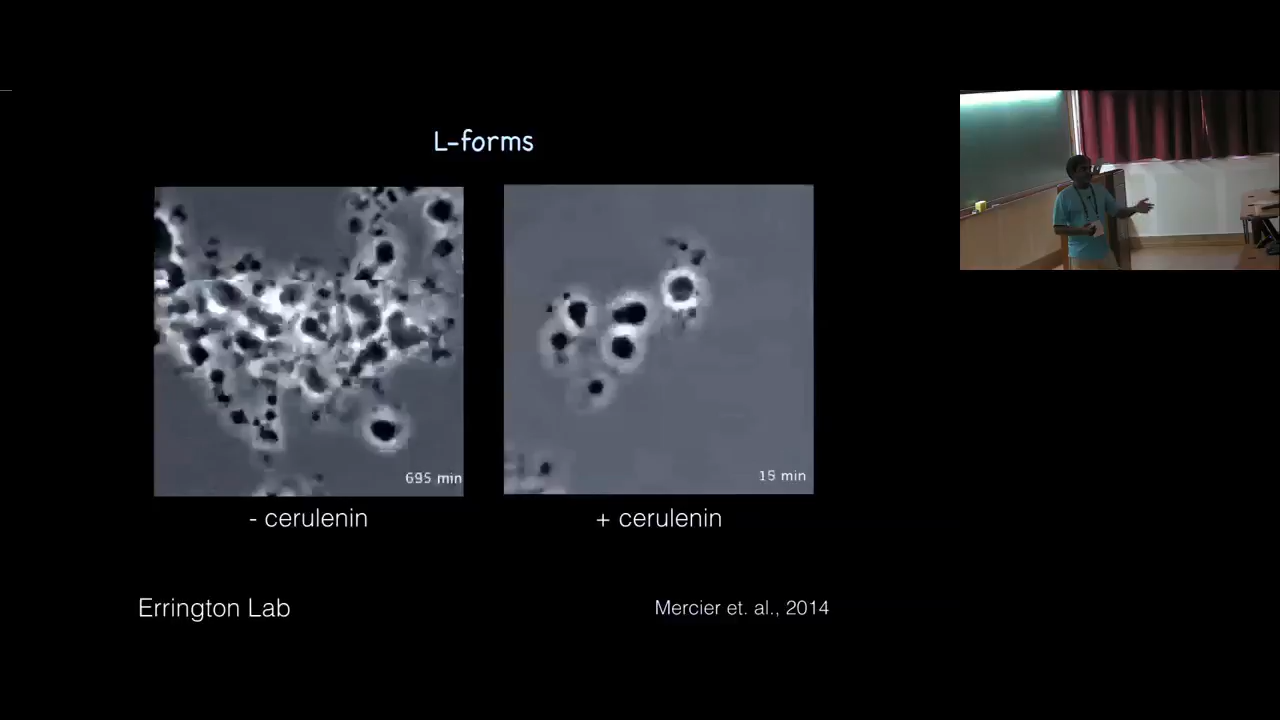 L-forms
695 min
15 min
- cerulenin
+ cerulenin
Errington Lab
Mercier et. al., 2014